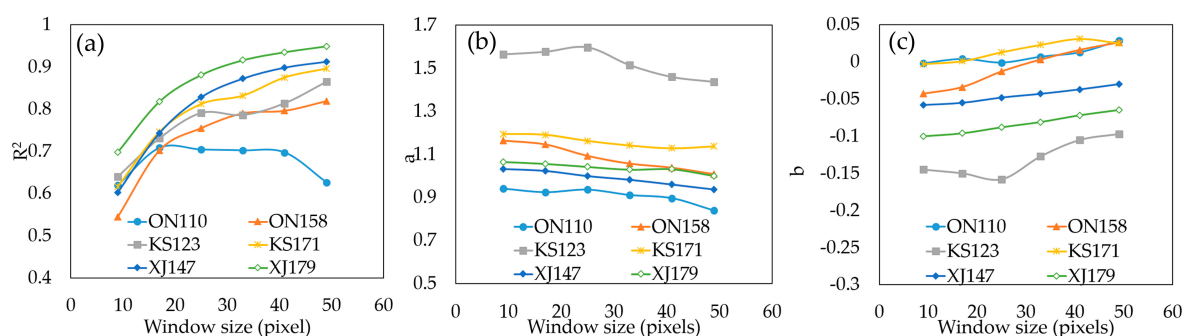 (a)
R²
1
0.9
0.8
0.7
0.6
0.5
0.4
0 10 20 30 40 50 60
Window size (pixel)
ON110 ON158
KS123 KS171
XJ147 XJ179
(b)
a
1.7
1.5
1.3
1.1
0.9
0.7
0.5
0 10 20 30 40 50 60
Window size (pixels)
ON110 ON158
KS123 KS171
XJ147 XJ179
(c)
b
0.05
0
-0.05
-0.1
-0.15
-0.2
-0.25
-0.3
0 10 20 30 40 50 60
Window size (pixels)
ON110 ON158
KS123 KS171
XJ147 XJ179